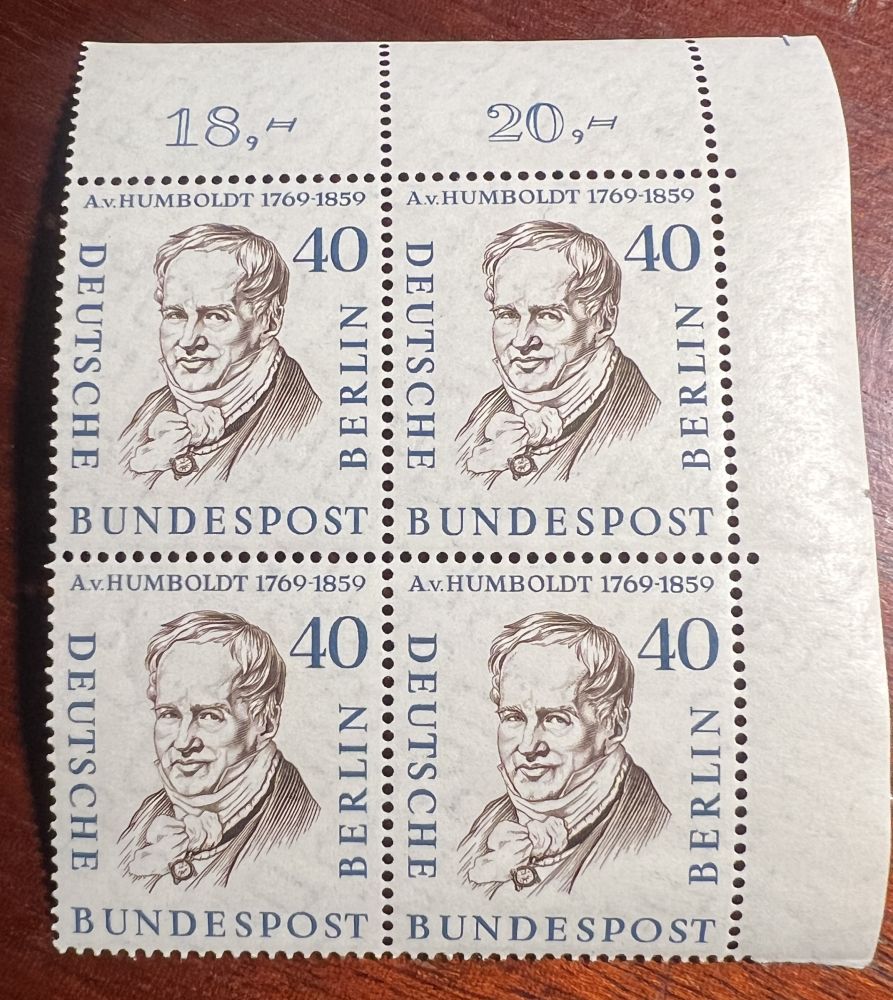 18,-
20,-
A.v.HUMBOLDT 1769-1859
40
DEUTSCHE
BERLIN
BUNDESPOST
A.v.HUMBOLDT 1769-1859
40
DEUTSCHE
BERLIN
BUNDESPOST
A.v.HUMBOLDT 1769-1859
40
DEUTSCHE
BERLIN
BUNDESPOST
A.v.HUMBOLDT 1769-1859
40
DEUTSCHE
BERLIN
BUNDESPOST